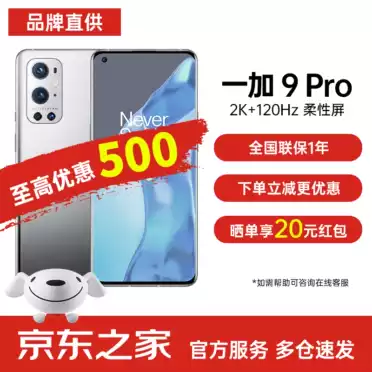 品牌直供
一加 9 Pro
2K+120Hz 柔性屏
Never
至高优惠500
全国联保1年
下单立减更优惠
晒单享20元红包
*如需帮助可咨询在线客服
京东之家 官方服务 多仓速发